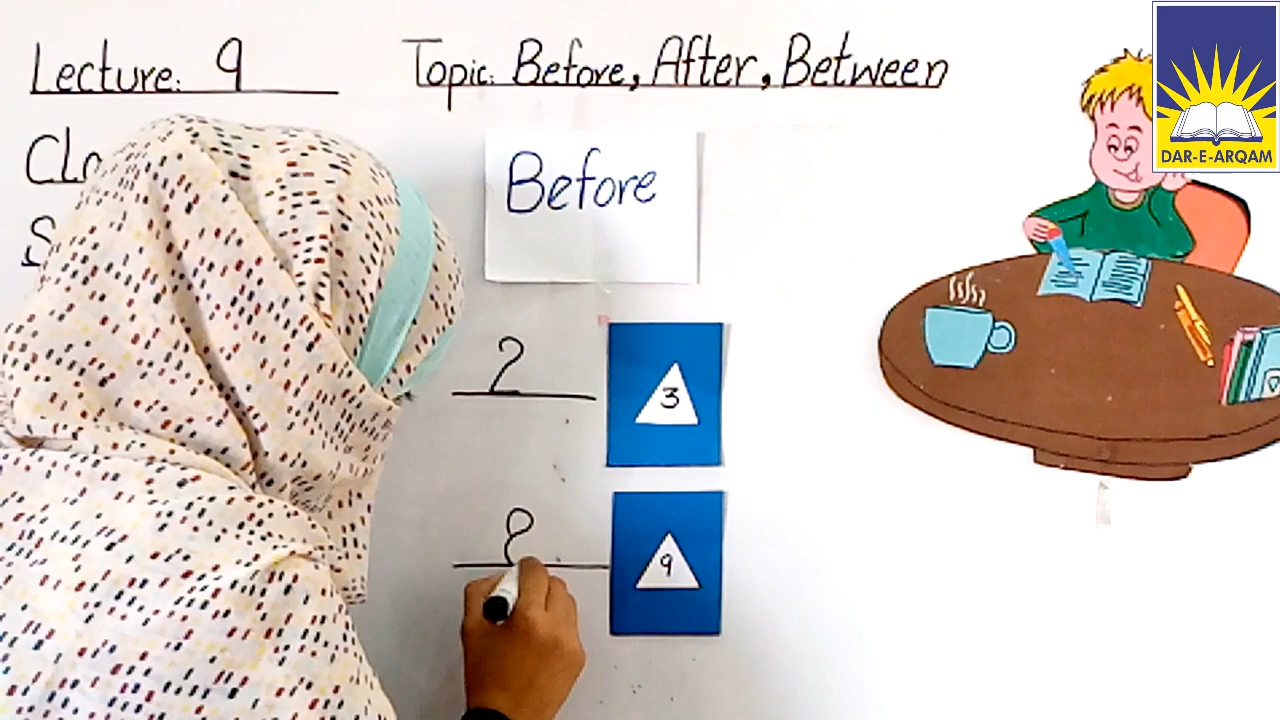 Lecture: 9
Topic: Before, After, Between
DAR-E-ARQAM
Before
2
3
8
9